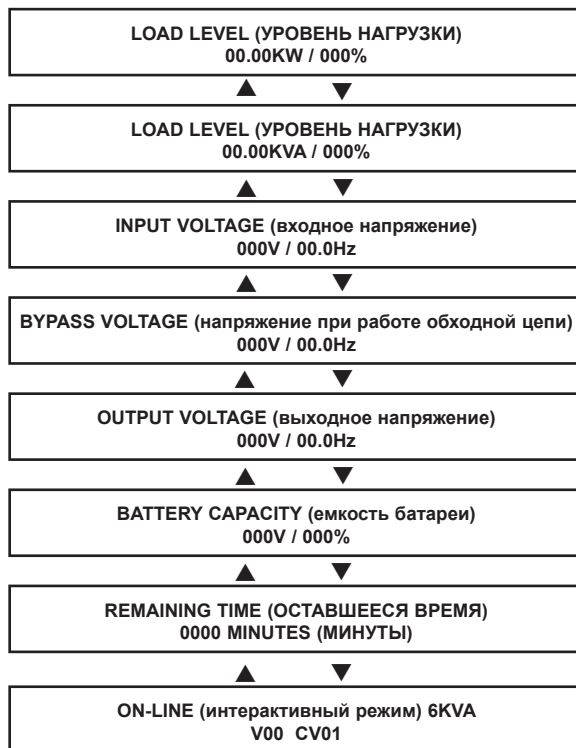 LOAD LEVEL (УРОВЕНЬ НАГРУЗКИ)
00.00KW / 000%
LOAD LEVEL (УРОВЕНЬ НАГРУЗКИ)
00.00KVA / 000%
INPUT VOLTAGE (входное напряжение)
000V / 00.0Hz
BYPASS VOLTAGE (напряжение при работе обходной цепи)
000V / 00.0Hz
OUTPUT VOLTAGE (выходное напряжение)
000V / 00.0Hz
BATTERY CAPACITY (емкость батареи)
000V / 000%
REMAINING TIME (ОСТАВШЕЕСЯ ВРЕМЯ)
0000 MINUTES (МИНУТЫ)
ON-LINE (интерактивный режим) 6KVA
V00 CV01